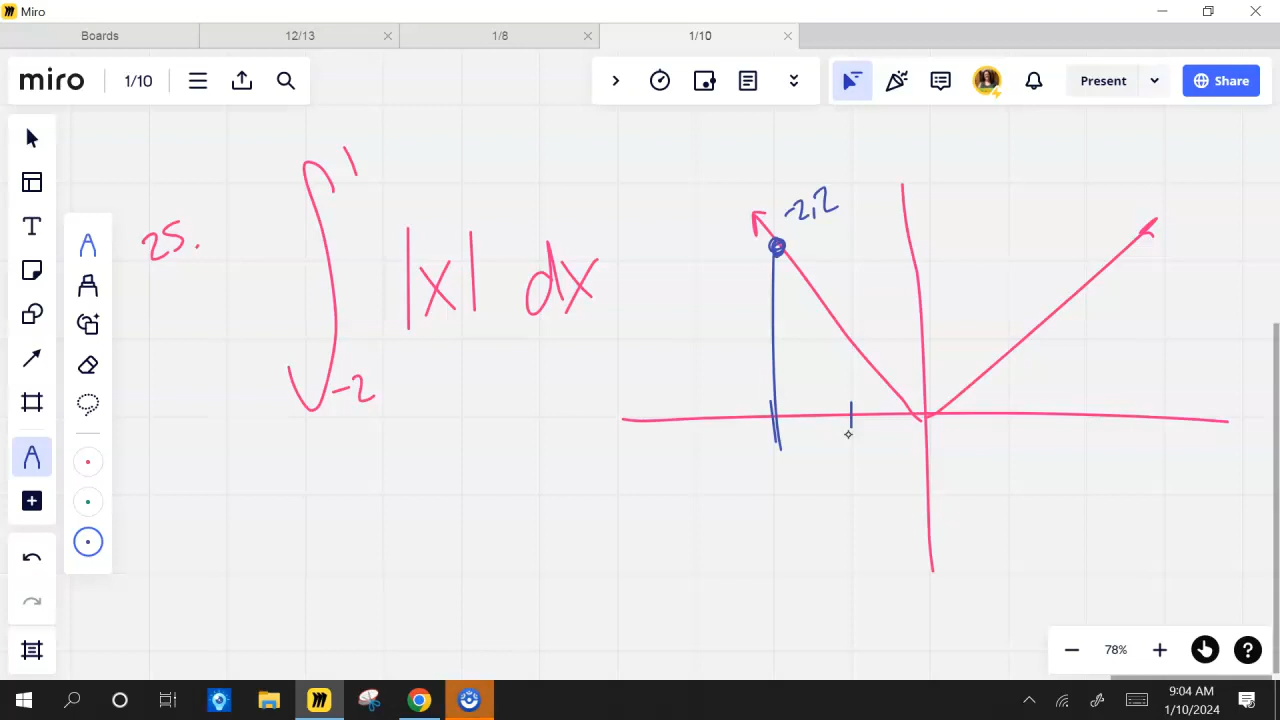 Miro
Boards
12/13
1/8
1/10
miro
1/10
Present
Share
25.
∫
1
-2
|x| dx
-2,2
78%
9:04 AM
1/10/2024